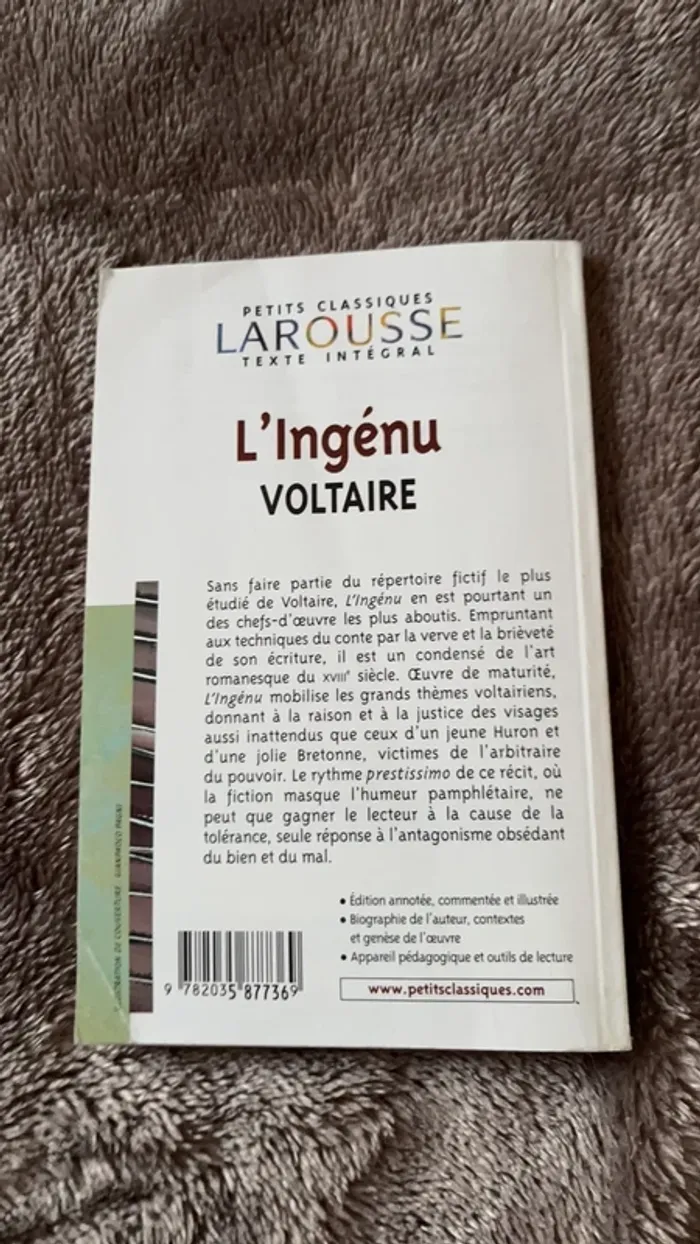 PETITS CLASSIQUES
LAROUSSE
TEXTE INTÉGRAL
L'Ingénu
VOLTAIRE
Sans faire partie du répertoire fictif le plus
étudié de Voltaire, L'Ingénu en est pourtant un
des chefs-d'œuvre les plus aboutis. Empruntant
aux techniques du conte par la verve et la brièveté
de son écriture, il est un condensé de l'art
romanesque du XVIIIe siècle. Œuvre de maturité,
L'Ingénu mobilise les grands thèmes voltairiens,
donnant à la raison et à la justice des visages
aussi inattendus que ceux d'un jeune Huron et
d'une jolie Bretonne, victimes de l'arbitraire
du pouvoir. Le rythme prestissimo de ce récit, où
la fiction masque l'humeur pamphlétaire, ne
peut que gagner le lecteur à la cause de la
tolérance, seule réponse à l'antagonisme obsédant
du bien et du mal.
• Édition annotée, commentée et illustrée
• Biographie de l'auteur, contextes
et genèse de l'œuvre
• Appareil pédagogique et outils de lecture
www.petitsclassiques.com
9 782035 877369
DE COUVERTURE GIANPAOLO PAGNI